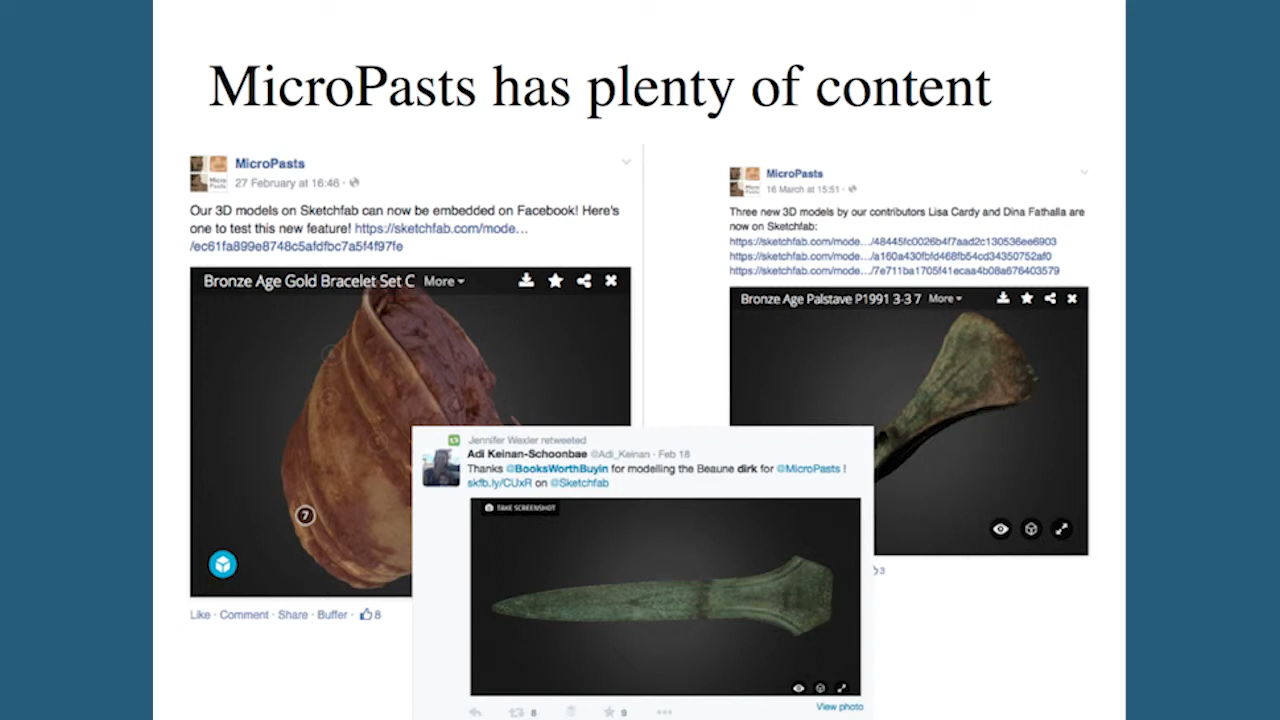 MicroPasts has plenty of content
MicroPasts
27 February at 16:46 ·
Our 3D models on Sketchfab can now be embedded on Facebook! Here's
one to test this new feature! https://sketchfab.com/mode…
/ec61fa899e8748c5afdfbc7a5f4f97fe
Bronze Age Gold Bracelet Set C More
7
Like · Comment · Share · Buffer · 8
MicroPasts
16 March at 15:51 ·
Three new 3D models by our contributors Lisa Cardy and Dina Fathalla are
now on Sketchfab:
https://sketchfab.com/mode.../48445fc0026b4f7aad2c130536ee6903
https://sketchfab.com/mode.../a160a430fbfd468fb54cd34350752af0
https://sketchfab.com/mode.../7e711ba1705f41ecaa4b08a676403579
Bronze Age Palstave P1991 3-3 7 More
3
Jennifer Wexler retweeted
Adi Keinan-Schoonbae @Adi_Keinan · Feb 18
Thanks @BooksWorthBuyin for modelling the Beaune dirk for @MicroPasts !
skfb.ly/CUxR on @Sketchfab
TAKE SCREENSHOT
8 9
View photo